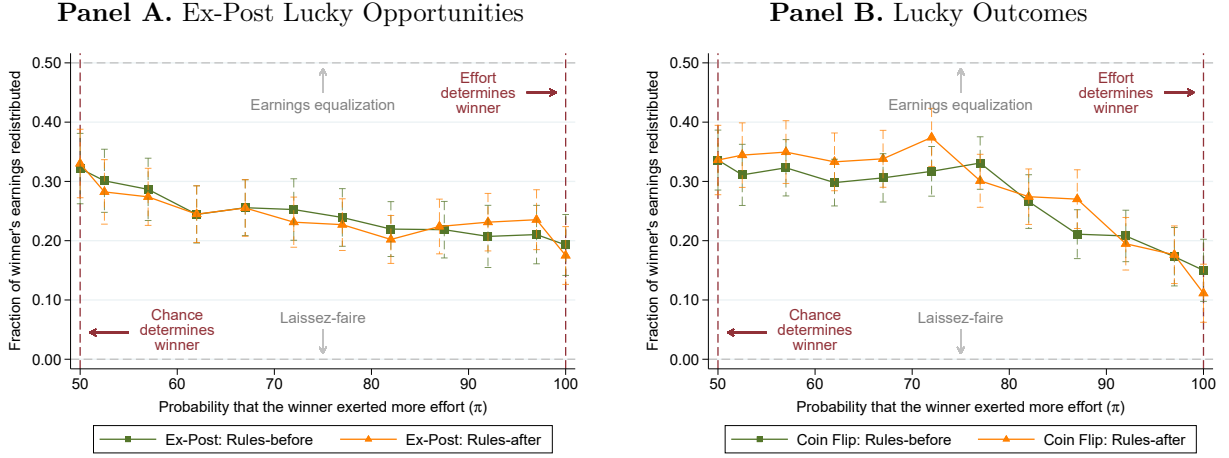 Panel A. Ex-Post Lucky Opportunities
Fraction of winner's earnings redistributed
0.50
0.40
0.30
0.20
0.10
0.00
Earnings equalization
Effort
determines
winner
Chance
determines
winner
Laissez-faire
50 60 70 80 90 100
Probability that the winner exerted more effort (π)
Ex-Post: Rules-before Ex-Post: Rules-after
Panel B. Lucky Outcomes
Fraction of winner's earnings redistributed
0.50
0.40
0.30
0.20
0.10
0.00
Earnings equalization
Effort
determines
winner
Chance
determines
winner
Laissez-faire
50 60 70 80 90 100
Probability that the winner exerted more effort (π)
Coin Flip: Rules-before Coin Flip: Rules-after